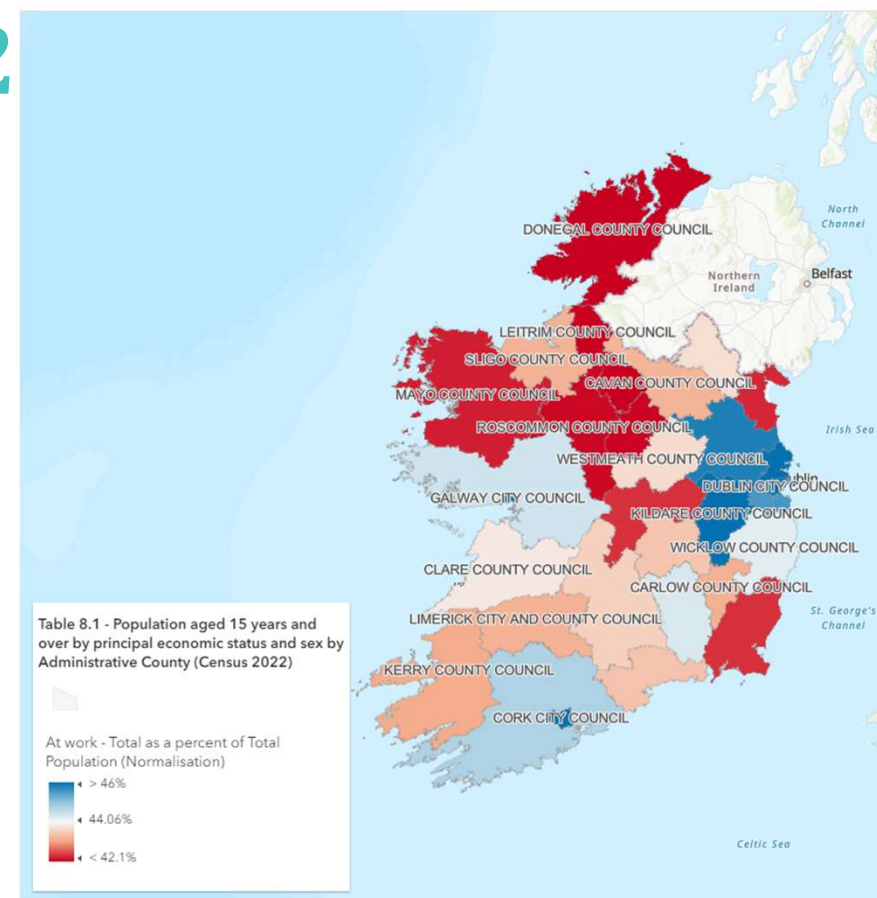 2
North
Channel
DONEGAL COUNTY COUNCIL
Northern
Ireland
Belfast
LEITRIM COUNTY COUNCIL
SLIGO COUNTY COUNCIL
CAVAN COUNTY COUNCIL
MAYO COUNTY COUNCIL
ROSCOMMON COUNTY COUNCIL
Irish Sea
WESTMEATH COUNTY COUNCIL
DUBLIN CITY COUNCIL
GALWAY CITY COUNCIL
KILDARE COUNTY COUNCIL
WICKLOW COUNTY COUNCIL
CLARE COUNTY COUNCIL
CARLOW COUNTY COUNCIL
St. George's
Channel
LIMERICK CITY AND COUNTY COUNCIL
KERRY COUNTY COUNCIL
CORK CITY COUNCIL
Celtic Sea
Table 8.1 - Population aged 15 years and
over by principal economic status and sex by
Administrative County (Census 2022)
At work - Total as a percent of Total
Population (Normalisation)
> 46%
44.06%
< 42.1%